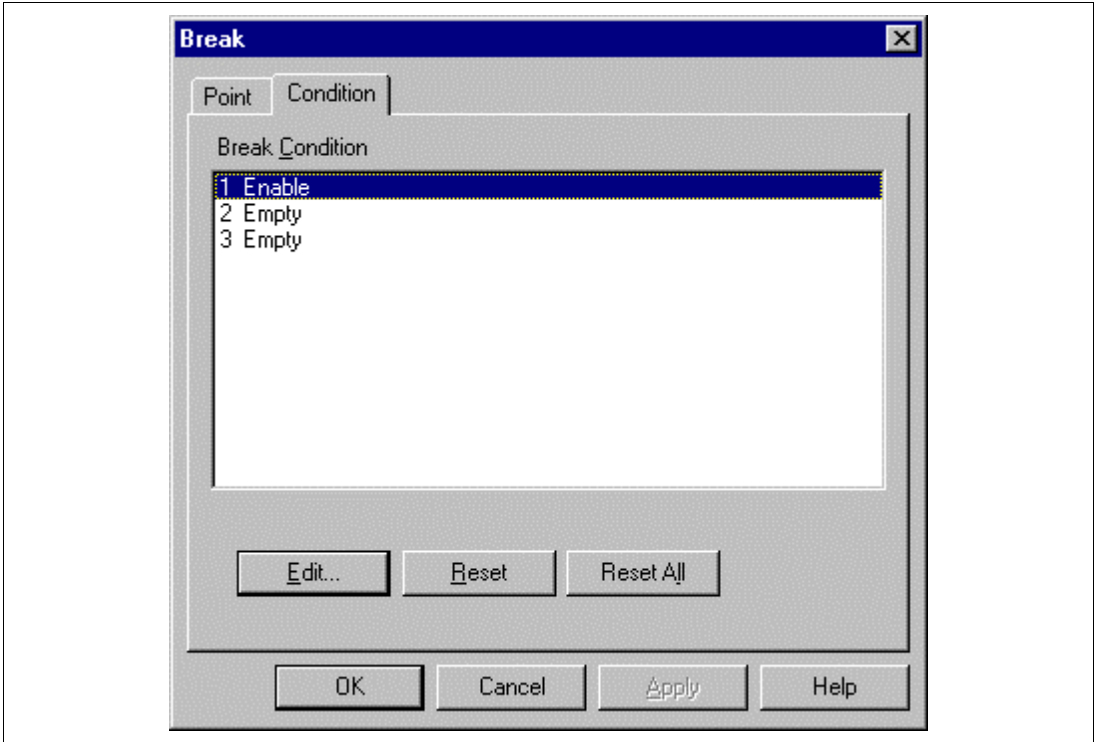 Break
Point Condition
Break Condition
1 Enable
2 Empty
3 Empty
Edit... Reset Reset All
OK Cancel Apply Help